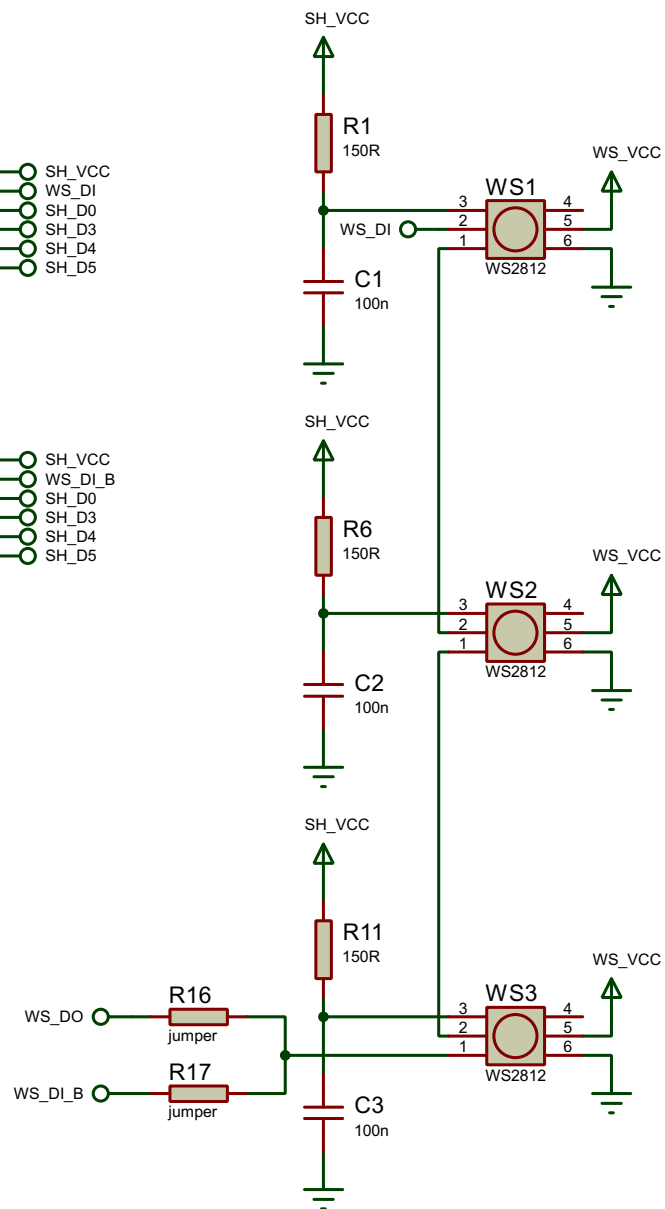 SH_VCC
R1
150R
WS_VCC
SH_VCC
WS_DI
SH_D0
SH_D3
SH_D4
SH_D5
WS1
3
2
1
4
5
6
WS_DI
WS2812
C1
100n
SH_VCC
SH_VCC
WS_DI_B
SH_D0
SH_D3
SH_D4
SH_D5
R6
150R
WS_VCC
WS2
3
2
1
4
5
6
WS2812
C2
100n
SH_VCC
R11
150R
WS_VCC
WS3
3
2
1
4
5
6
WS2812
R16
WS_DO
jumper
R17
WS_DI_B
jumper
C3
100n